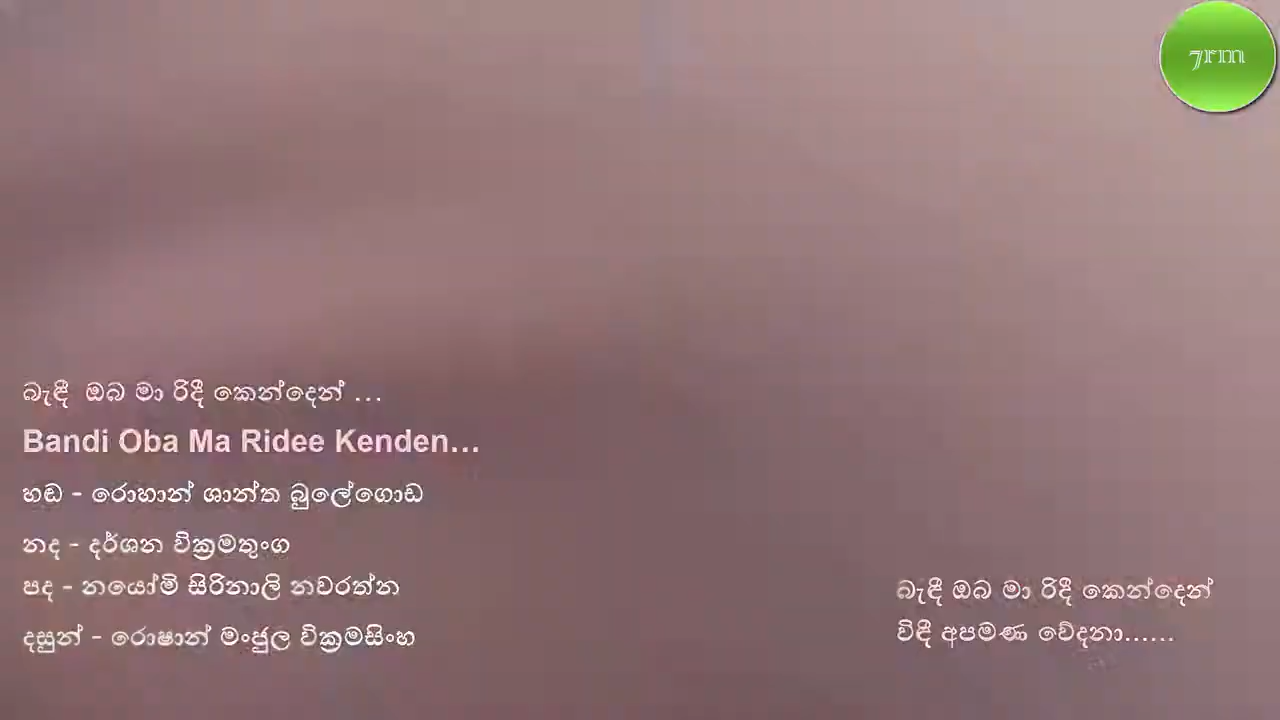 7rm
බැඳී ඔබ මා රිදී කෙන්දෙන් ...
Bandi Oba Ma Ridee Kenden...
හඬ - රොහාන් ශාන්ත බුලේගොඩ
නද - දර්ශන වික්‍රමතුංග
පද - නයෝමි සිරිනාලි නවරත්න
දසුන් - රොෂාන් මංජුල වික්‍රමසිංහ
බැඳී ඔබ මා රිදී කෙන්දෙන්
විඳී අපමණ වේදනා......